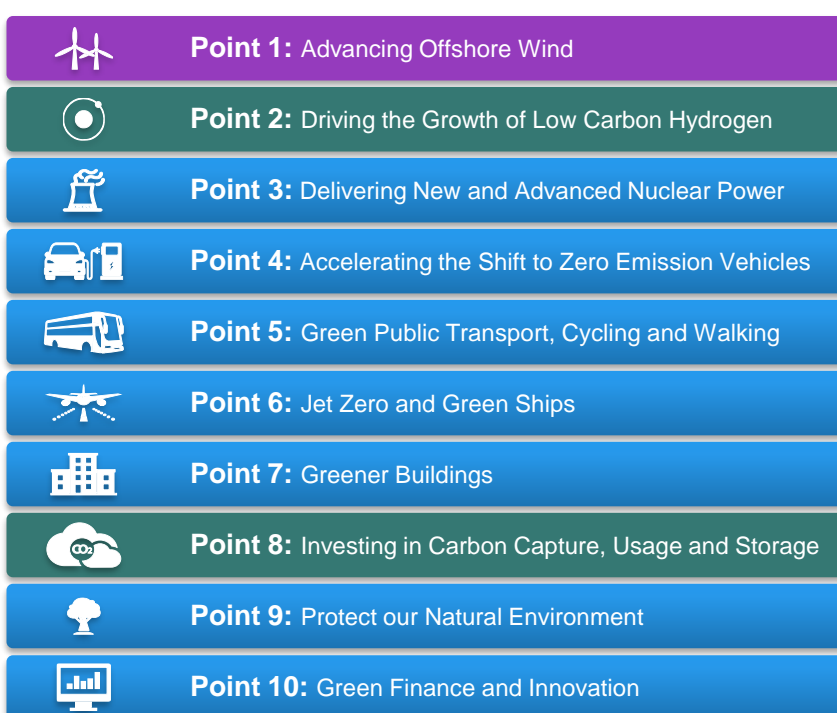 Point 1: Advancing Offshore Wind
Point 2: Driving the Growth of Low Carbon Hydrogen
Point 3: Delivering New and Advanced Nuclear Power
Point 4: Accelerating the Shift to Zero Emission Vehicles
Point 5: Green Public Transport, Cycling and Walking
Point 6: Jet Zero and Green Ships
Point 7: Greener Buildings
CO₂ Point 8: Investing in Carbon Capture, Usage and Storage
Point 9: Protect our Natural Environment
Point 10: Green Finance and Innovation